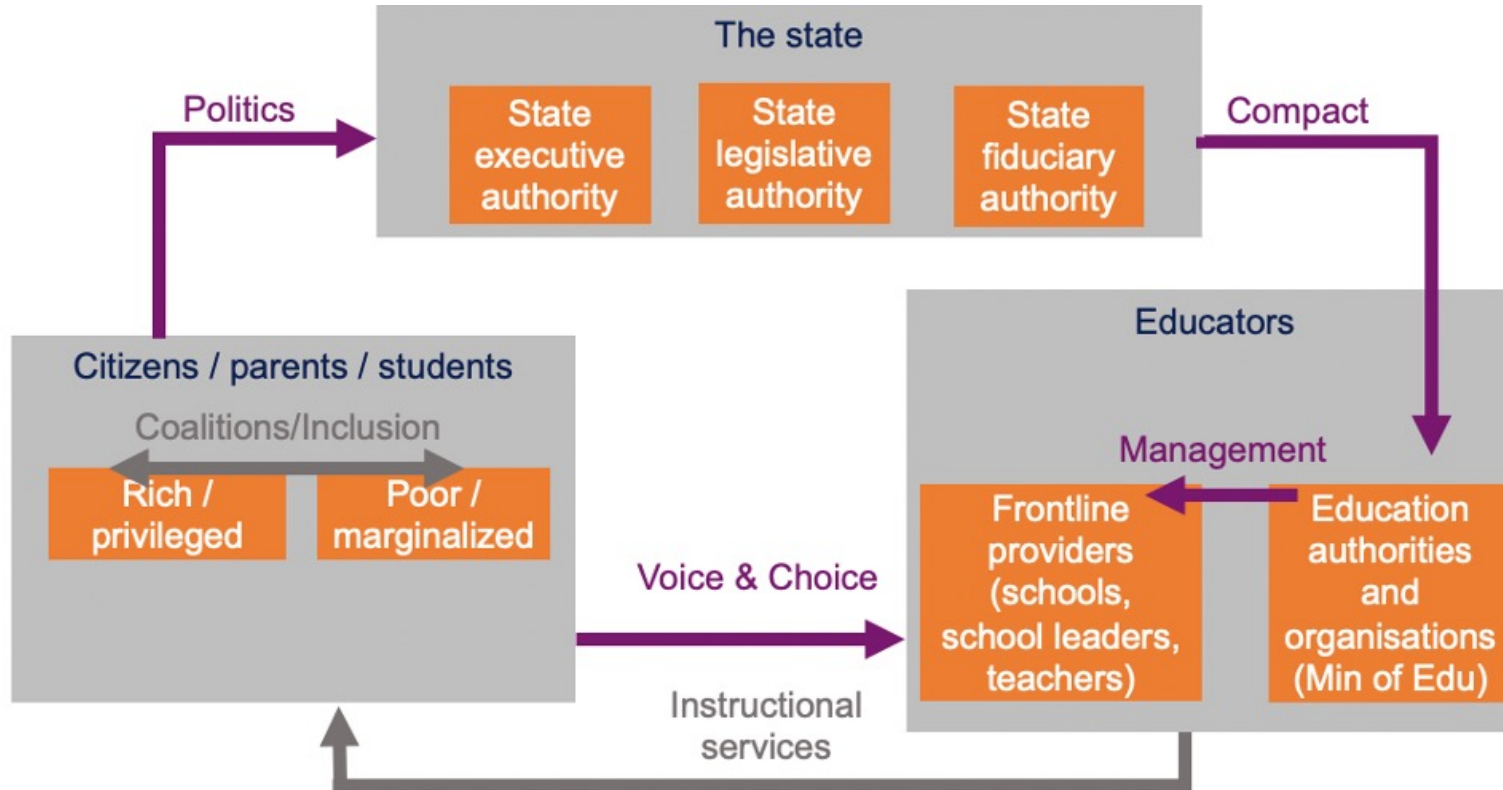 The state
Politics
State
executive
authority
State
legislative
authority
State
fiduciary
authority
Compact
Citizens / parents / students
Coalitions/Inclusion
Rich /
privileged
Poor /
marginalized
Voice & Choice
Educators
Management
Frontline
providers
(schools,
school leaders,
teachers)
Education
authorities
and
organisations
(Min of Edu)
Instructional
services